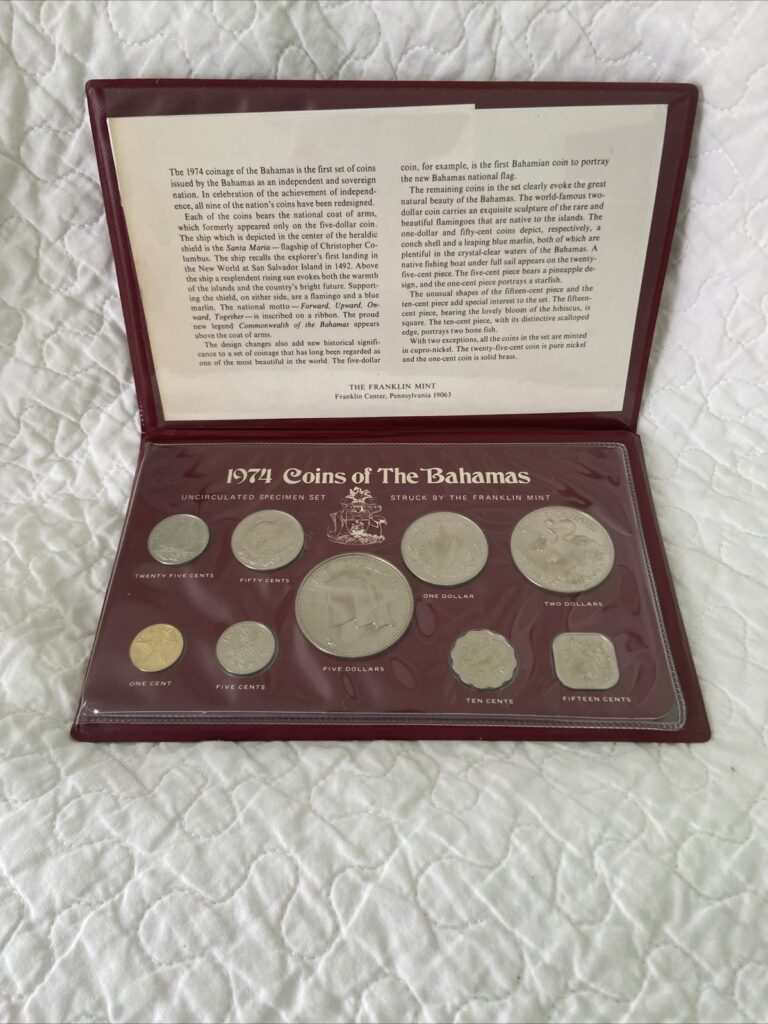 The 1974 coinage of the Bahamas is the first set of coins
issued by the Bahamas as an independent and sovereign
nation. In celebration of the achievement of independ-
ence, all nine of the nation's coins have been redesigned.
Each of the coins bears the national coat of arms,
which formerly appeared only on the five-dollar coin.
The ship which is depicted in the center of the heraldic
shield is the Santa Maria—flagship of Christopher Co-
lumbus. The ship recalls the explorer's first landing in
the New World at San Salvador Island in 1492. Above
the ship a resplendent rising sun evokes both the warmth
of the islands and the country's bright future. Support-
ing the shield, on either side, are a flamingo and a blue
marlin. The national motto—Forward, Upward, On-
ward, Together—is inscribed on a ribbon. The proud
new legend Commonwealth of the Bahamas appears
above the coat of arms.
The design changes also add new historical signifi-
cance to a set of coinage that has long been regarded as
one of the most beautiful in the world. The five-dollar
coin, for example, is the first Bahamian coin to portray
the new Bahamas national flag.
The remaining coins in the set clearly evoke the great
natural beauty of the Bahamas. The world-famous two-
dollar coin carries an exquisite sculpture of the rare and
beautiful flamingoes that are native to the islands. The
one-dollar and fifty-cent coins depict, respectively, a
conch shell and a leaping blue marlin, both of which are
plentiful in the crystal-clear waters of the Bahamas. A
native fishing boat under full sail appears on the twenty-
five-cent piece. The five-cent piece bears a pineapple de-
sign, and the one-cent piece portrays a starfish.
The unusual shapes of the fifteen-cent piece and the
ten-cent piece add special interest to the set. The fifteen-
cent piece, bearing the lovely bloom of the hibiscus, is
square. The ten-cent piece, with its distinctive scalloped
edge, portrays two bone fish.
With two exceptions, all the coins in the set are minted
in cupro-nickel. The twenty-five-cent coin is pure nickel
and the one-cent coin is solid brass.
THE FRANKLIN MINT
Franklin Center, Pennsylvania 19063
1974 Coins of The Bahamas
UNCIRCULATED SPECIMEN SET STRUCK BY THE FRANKLIN MINT
TWENTY FIVE CENTS
FIFTY CENTS
ONE DOLLAR
TWO DOLLARS
ONE CENT
FIVE CENTS
FIVE DOLLARS
TEN CENTS
FIFTEEN CENTS